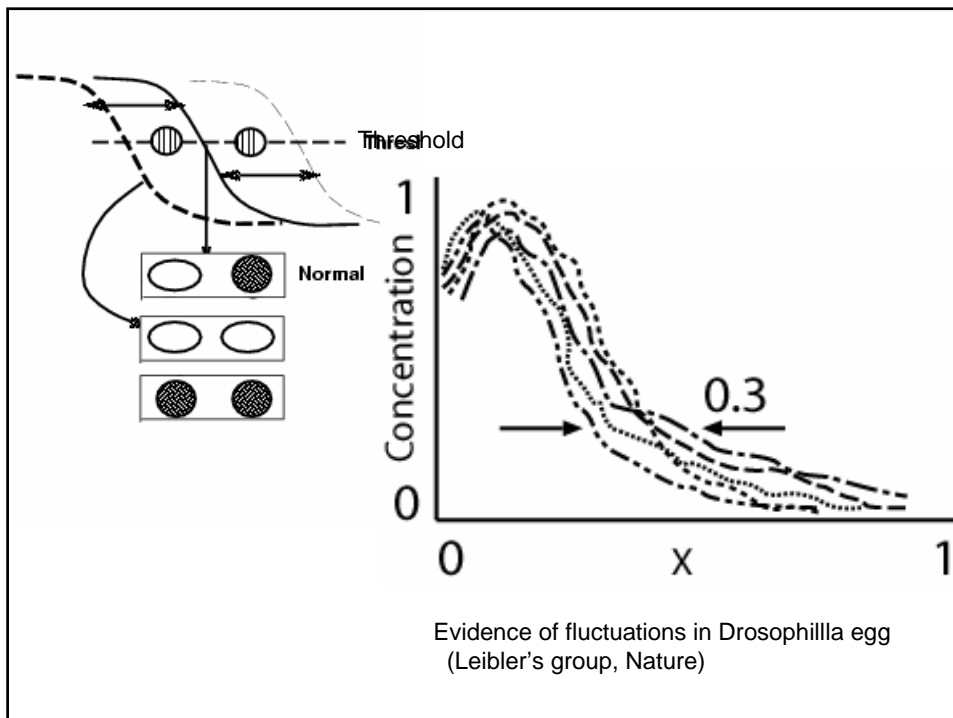 Threshold
Normal
1
Concentration
0.3
0
0
x
1
Evidence of fluctuations in Drosophillla egg
(Leibler's group, Nature)